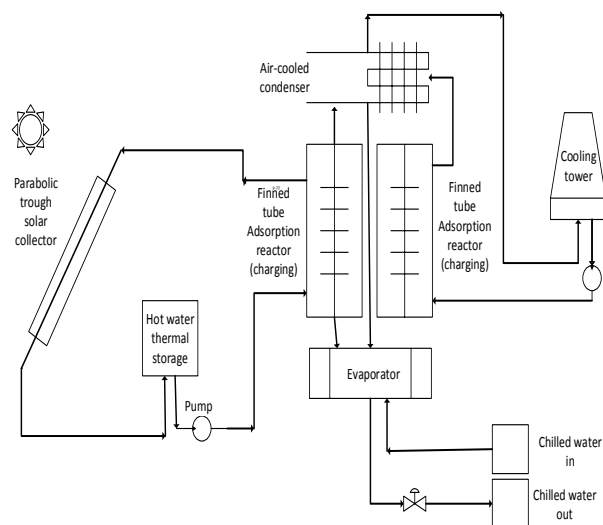 Air-cooled
condenser
Parabolic
trough
solar
collector
Finned
tube
Adsorption
reactor
(charging)
Finned
tube
Adsorption
reactor
(charging)
Cooling
tower
Hot water
thermal
storage
Pump
Evaporator
Chilled water
in
Chilled water
out